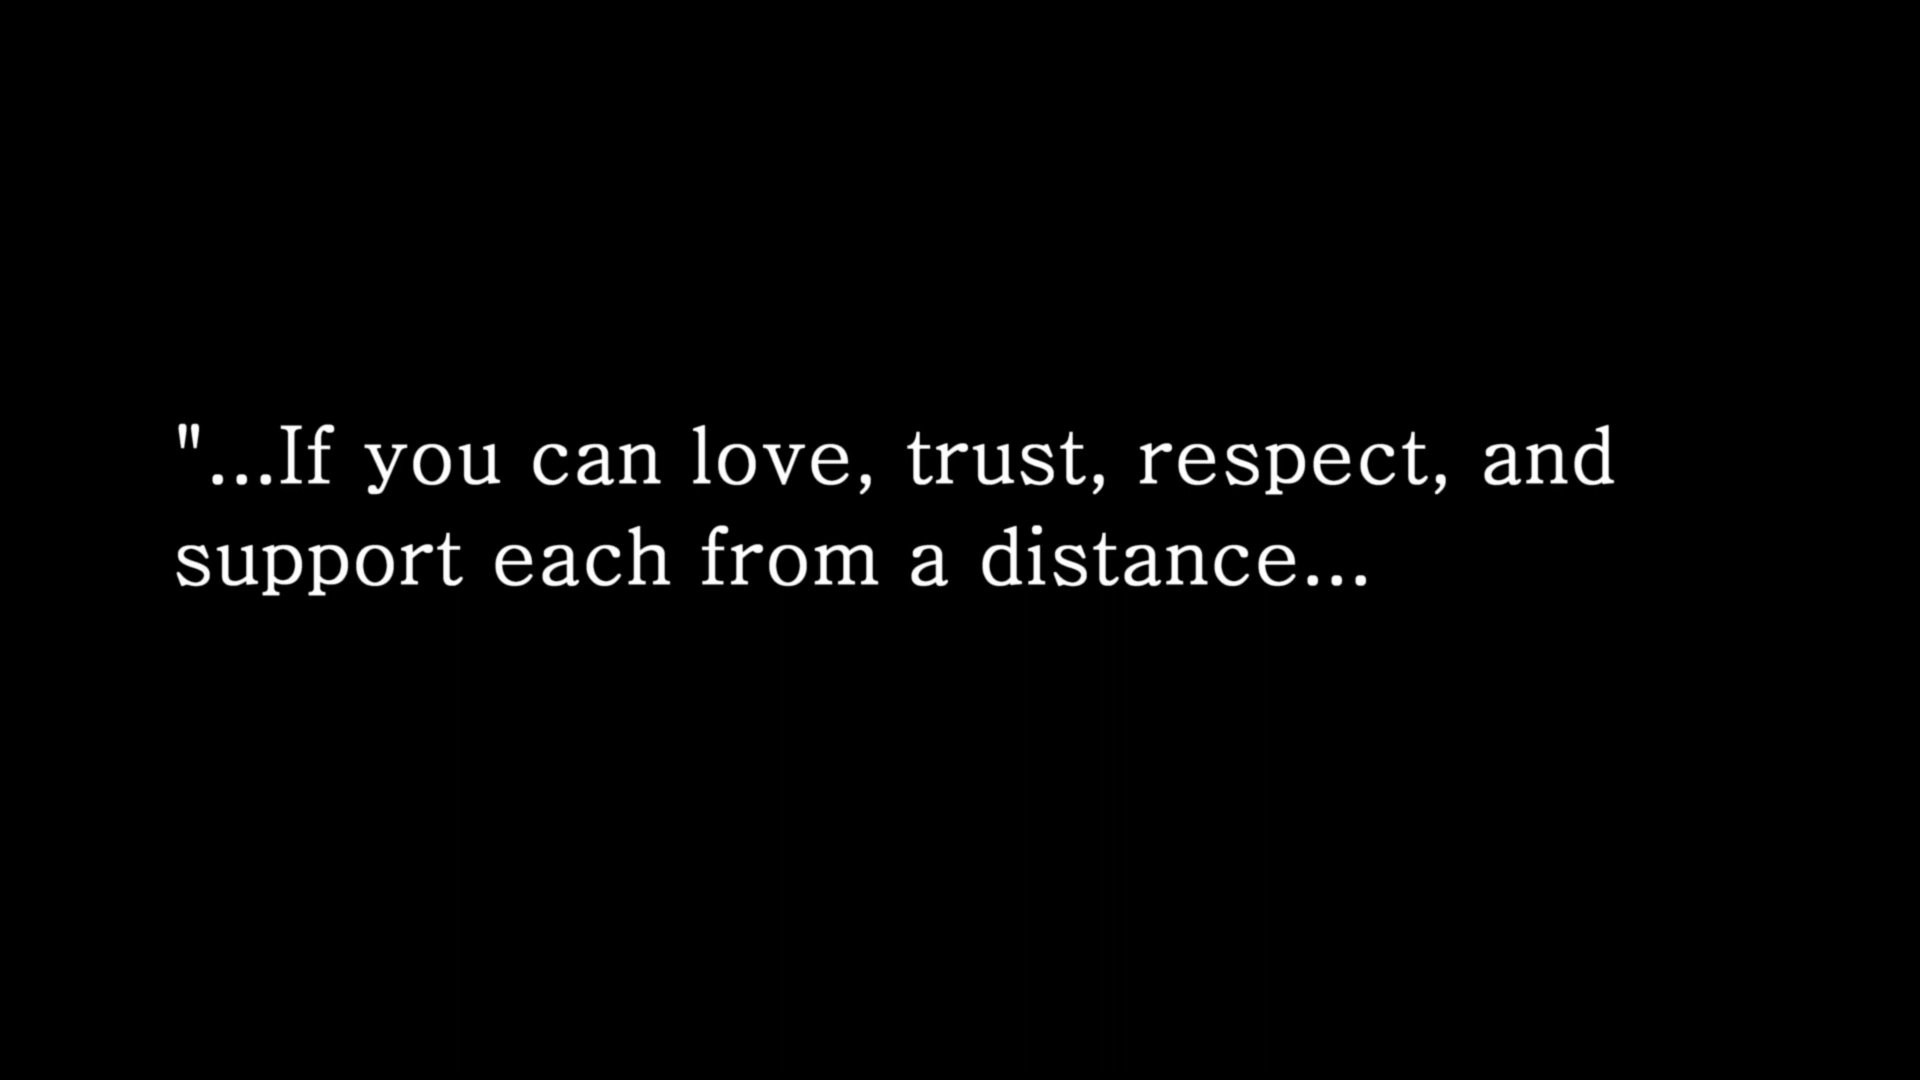 "...If you can love, trust, respect, and
support each from a distance...